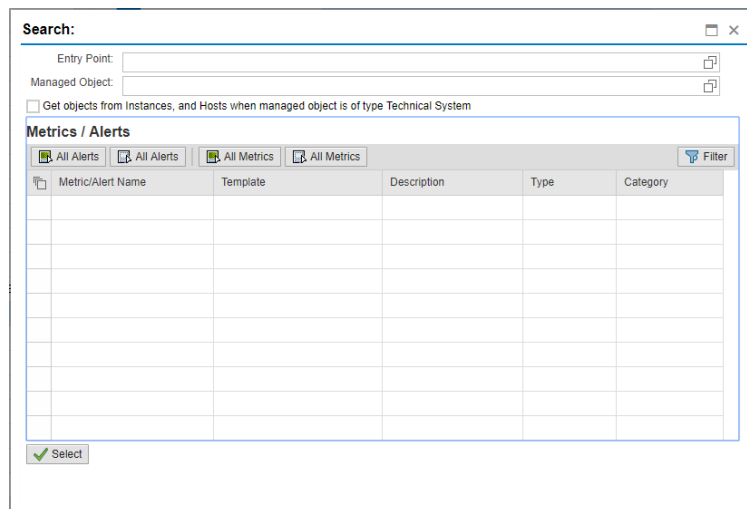 Search:
Entry Point:
Managed Object:
Get objects from Instances, and Hosts when managed object is of type Technical System
Metrics / Alerts
All Alerts All Alerts All Metrics All Metrics Filter
Metric/Alert Name Template Description Type Category
Select